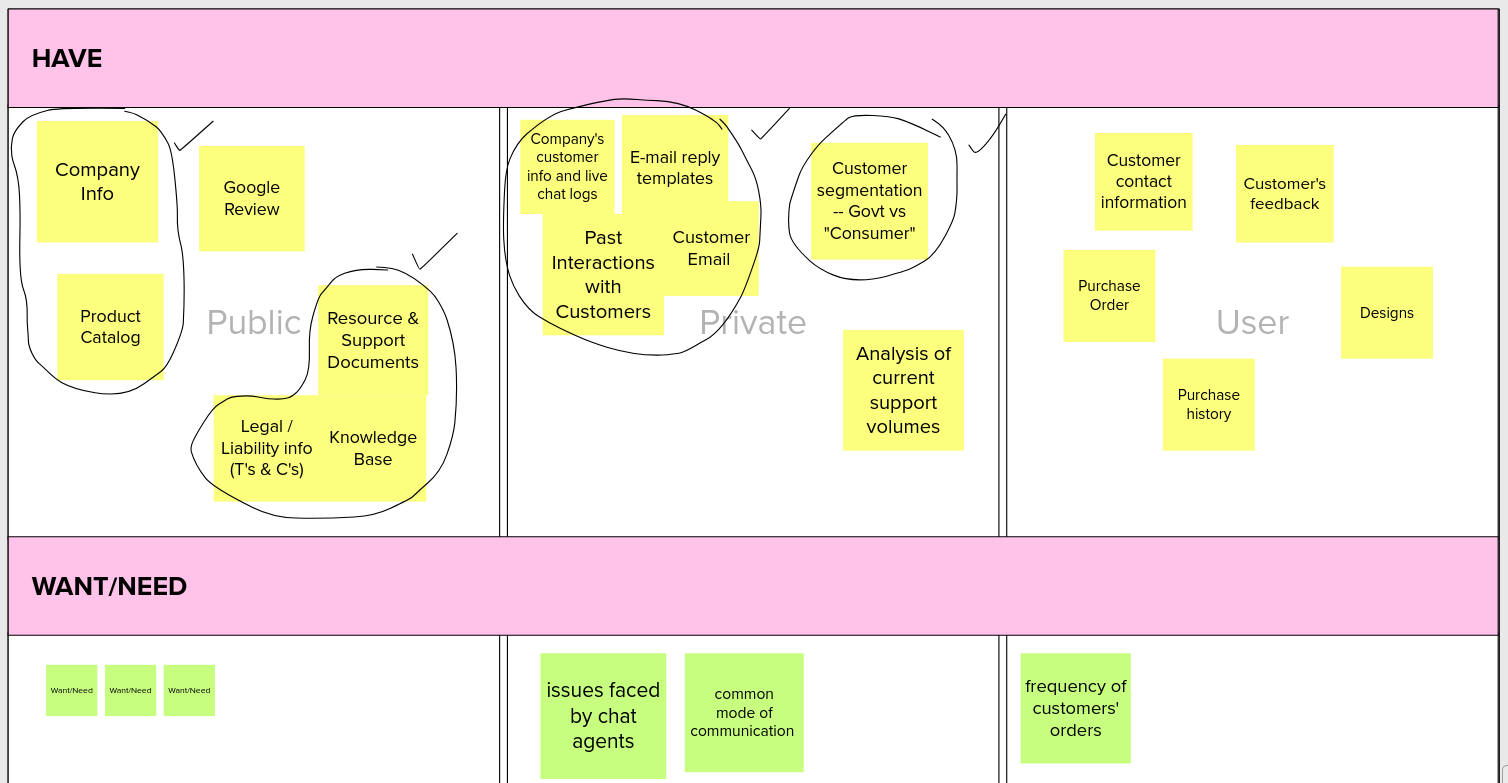 HAVE
Company
Info
Google
Review
Product
Catalog
Public
Resource &
Support
Documents
Legal /
Liability info
(T's & C's)
Knowledge
Base
Company's
customer
info and live
chat logs
E-mail reply
templates
Past
Interactions
with
Customers
Customer
Email
Customer
segmentation
-- Govt vs
"Consumer"
Private
Analysis of
current
support
volumes
Customer
contact
information
Customer's
feedback
Purchase
Order
User
Designs
Purchase
history
WANT/NEED
Want/Need
Want/Need
Want/Need
issues faced
by chat
agents
common
mode of
communication
frequency of
customers'
orders